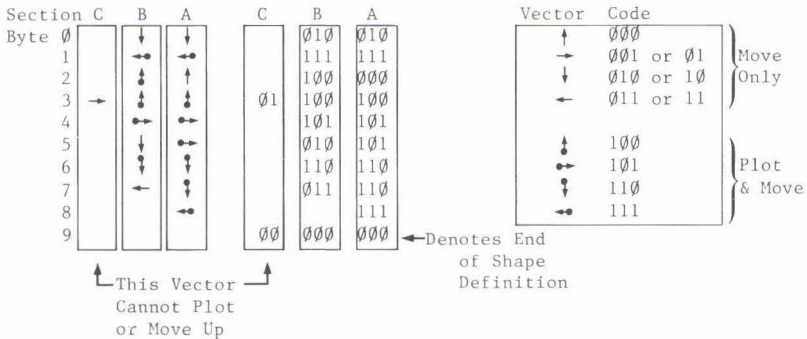 Section C B A C B A Vector Code
Byte Ø Ø1Ø Ø1Ø ØØØ
1 111 111 ØØ1 or Ø1 Move
2 1ØØ ØØØ Ø1Ø or 1Ø Only
3 Ø1 1ØØ 1ØØ Ø11 or 11
4 1Ø1 1Ø1
5 Ø1Ø 1Ø1 1ØØ
6 11Ø 11Ø 1Ø1 Plot
7 Ø11 11Ø 11Ø & Move
8 111 111
9 ØØ ØØØ ØØØ Denotes End
of Shape
Definition
This Vector
Cannot Plot
or Move Up